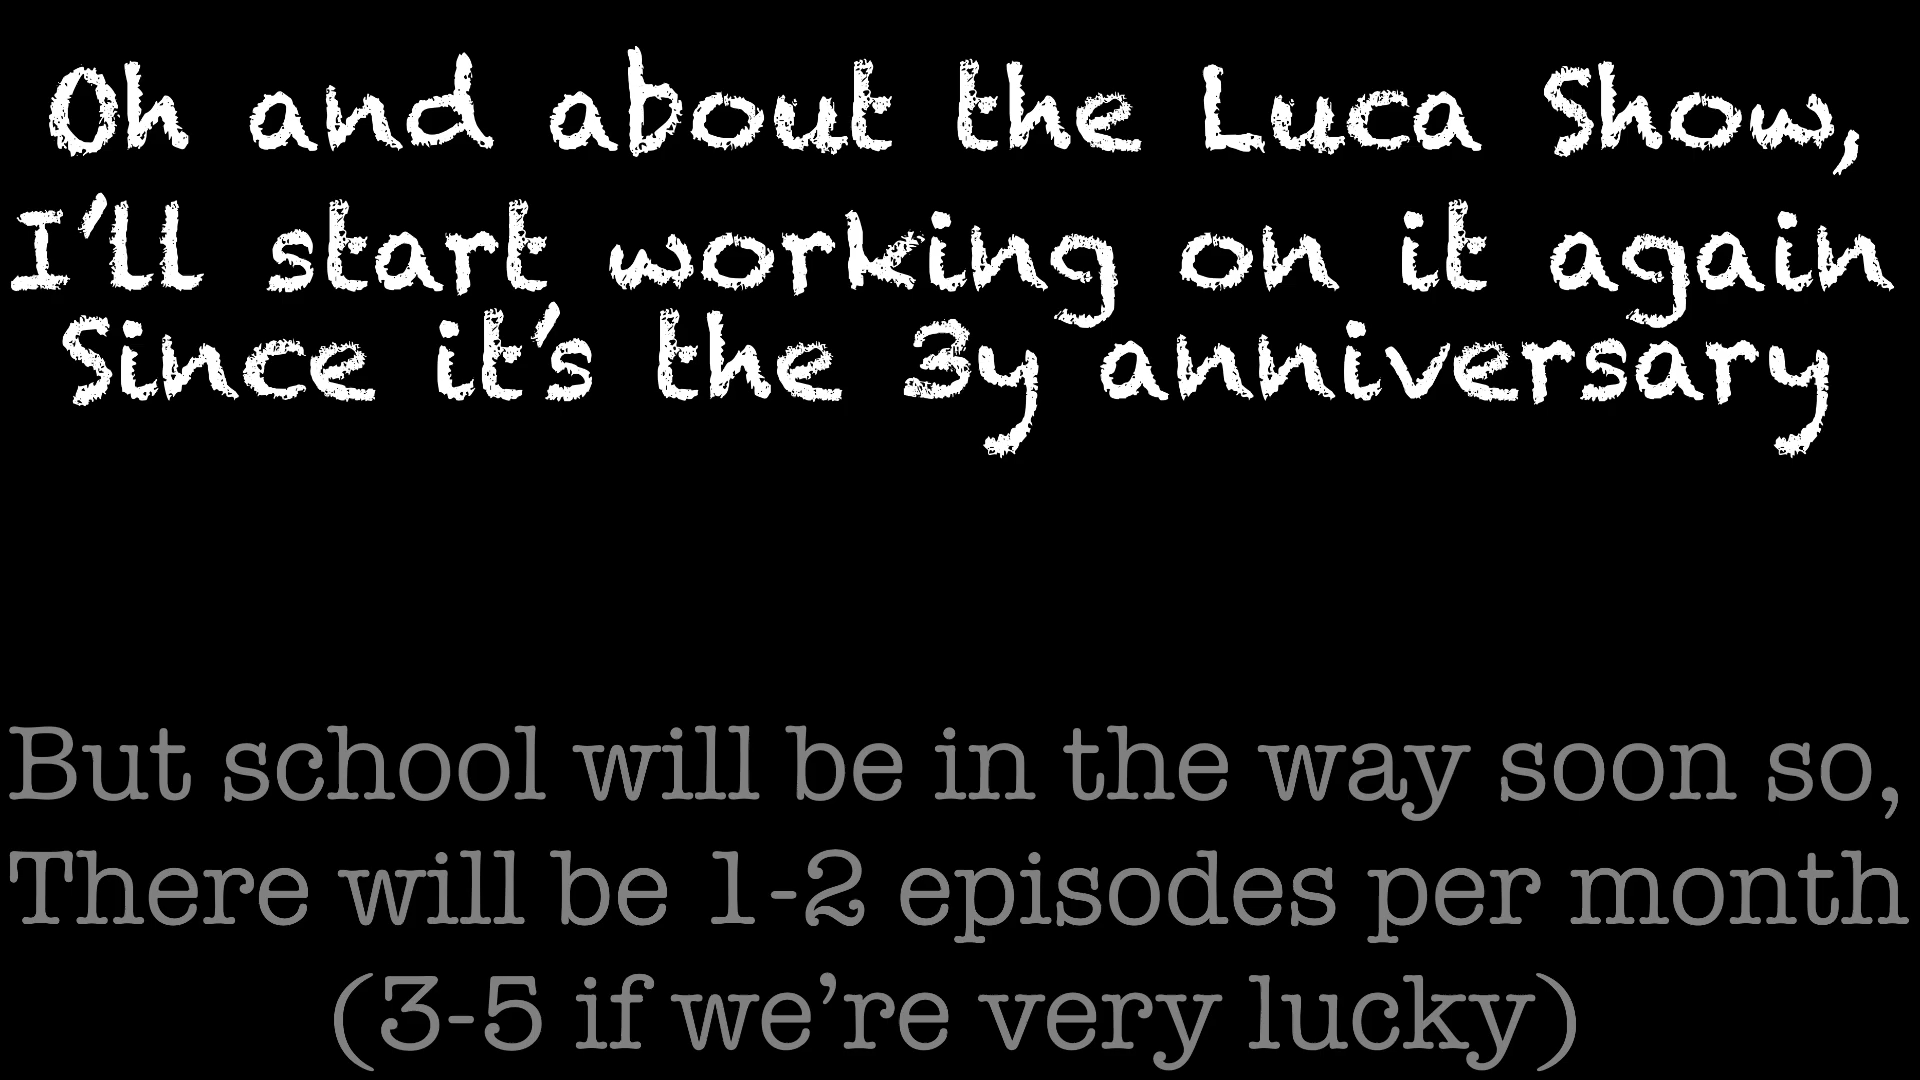 Oh and about the Luca Show,
I'll start working on it again
Since it's the 3y anniversary
But school will be in the way soon so,
There will be 1-2 episodes per month
(3-5 if we're very lucky)